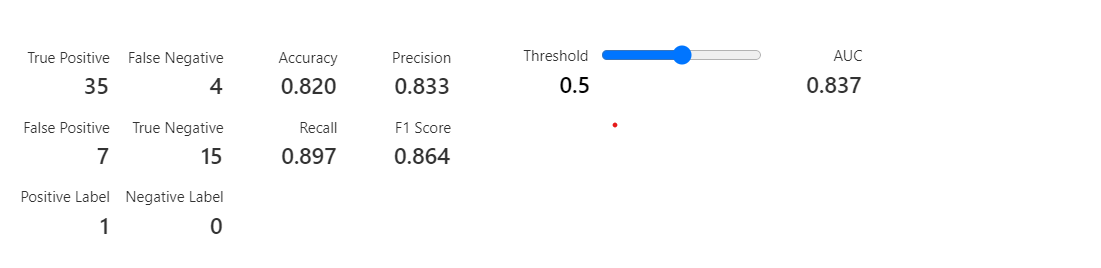 True Positive False Negative Accuracy Precision Threshold AUC
35 4 0.820 0.833 0.5 0.837
False Positive True Negative Recall F1 Score
7 15 0.897 0.864
Positive Label Negative Label
1 0